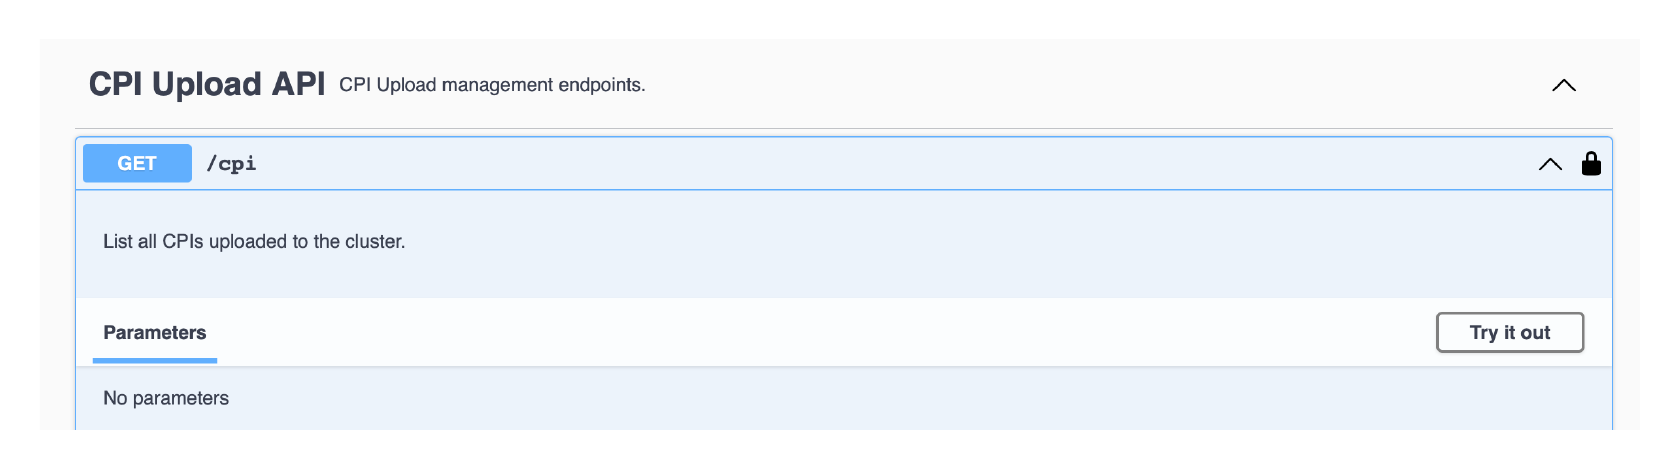 CPI Upload API CPI Upload management endpoints.
GET /cpi
List all CPIs uploaded to the cluster.
Parameters Try it out
No parameters